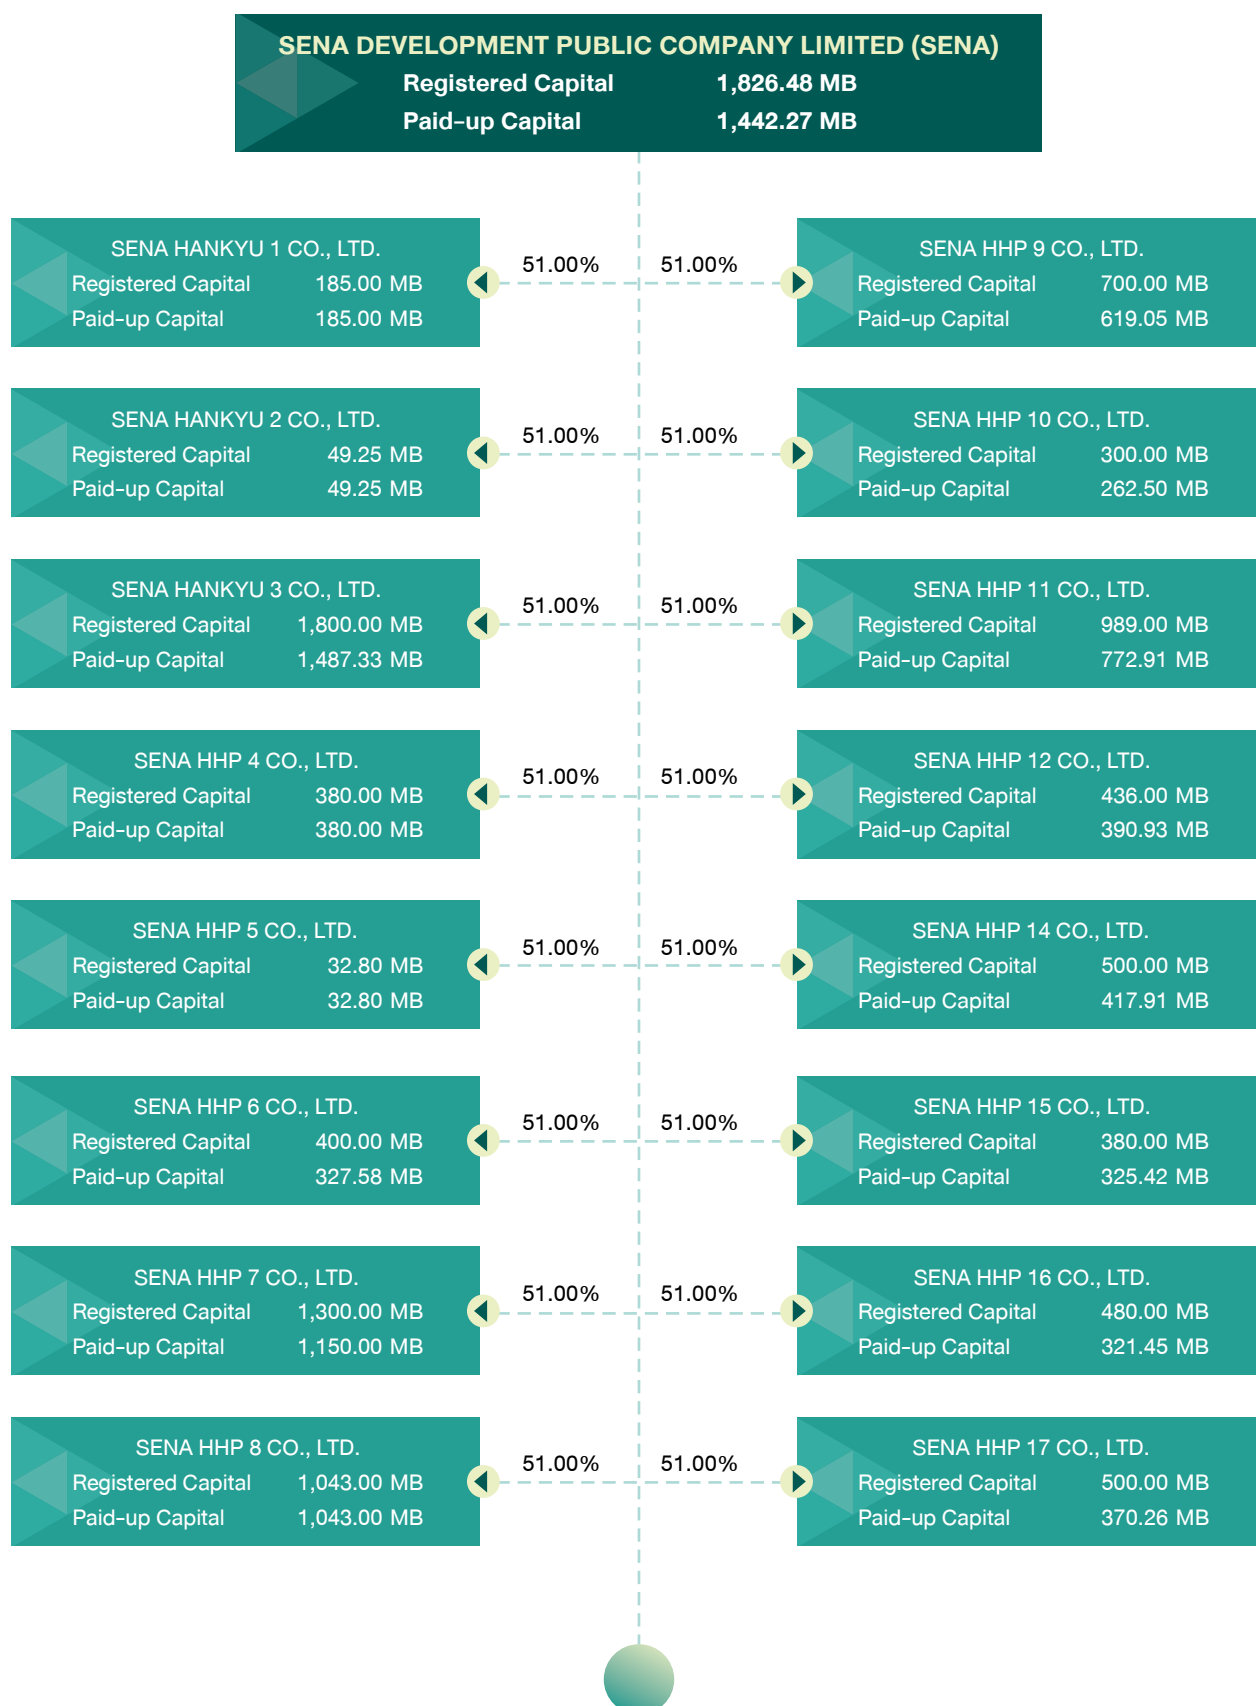 SENA DEVELOPMENT PUBLIC COMPANY LIMITED (SENA)
Registered Capital 1,826.48 MB
Paid-up Capital 1,442.27 MB
SENA HANKYU 1 CO., LTD.
Registered Capital 185.00 MB
Paid-up Capital 185.00 MB
51.00% 51.00%
SENA HHP 9 CO., LTD.
Registered Capital 700.00 MB
Paid-up Capital 619.05 MB
SENA HANKYU 2 CO., LTD.
Registered Capital 49.25 MB
Paid-up Capital 49.25 MB
51.00% 51.00%
SENA HHP 10 CO., LTD.
Registered Capital 300.00 MB
Paid-up Capital 262.50 MB
SENA HANKYU 3 CO., LTD.
Registered Capital 1,800.00 MB
Paid-up Capital 1,487.33 MB
51.00% 51.00%
SENA HHP 11 CO., LTD.
Registered Capital 989.00 MB
Paid-up Capital 772.91 MB
SENA HHP 4 CO., LTD.
Registered Capital 380.00 MB
Paid-up Capital 380.00 MB
51.00% 51.00%
SENA HHP 12 CO., LTD.
Registered Capital 436.00 MB
Paid-up Capital 390.93 MB
SENA HHP 5 CO., LTD.
Registered Capital 32.80 MB
Paid-up Capital 32.80 MB
51.00% 51.00%
SENA HHP 14 CO., LTD.
Registered Capital 500.00 MB
Paid-up Capital 417.91 MB
SENA HHP 6 CO., LTD.
Registered Capital 400.00 MB
Paid-up Capital 327.58 MB
51.00% 51.00%
SENA HHP 15 CO., LTD.
Registered Capital 380.00 MB
Paid-up Capital 325.42 MB
SENA HHP 7 CO., LTD.
Registered Capital 1,300.00 MB
Paid-up Capital 1,150.00 MB
51.00% 51.00%
SENA HHP 16 CO., LTD.
Registered Capital 480.00 MB
Paid-up Capital 321.45 MB
SENA HHP 8 CO., LTD.
Registered Capital 1,043.00 MB
Paid-up Capital 1,043.00 MB
51.00% 51.00%
SENA HHP 17 CO., LTD.
Registered Capital 500.00 MB
Paid-up Capital 370.26 MB